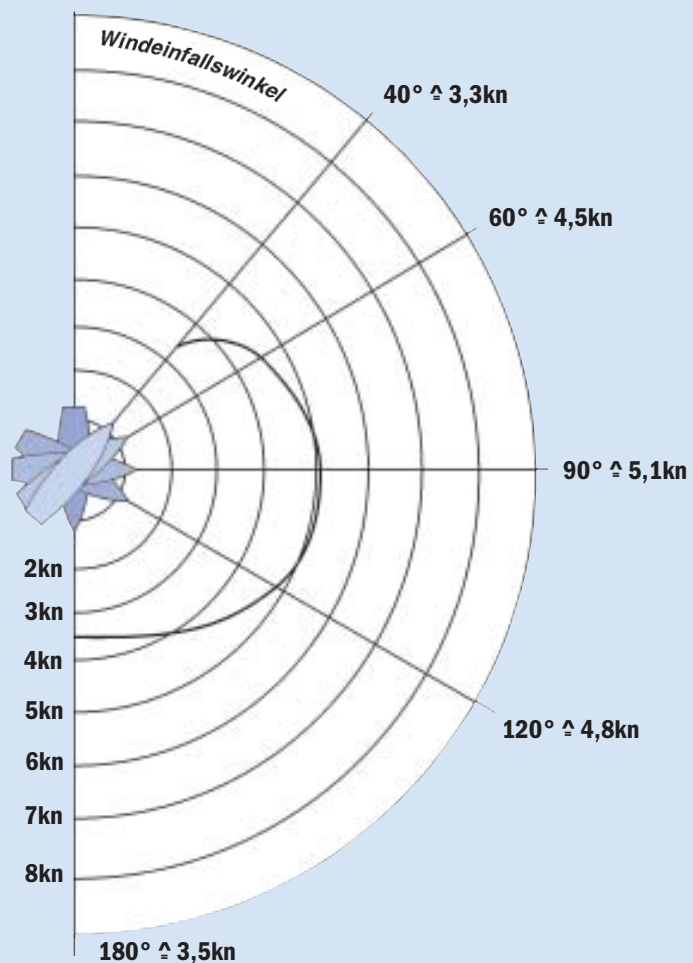 Windeinfallswinkel
40° ≙ 3,3kn
60° ≙ 4,5kn
90° ≙ 5,1kn
2kn
3kn
4kn
5kn
6kn
120° ≙ 4,8kn
7kn
8kn
180° ≙ 3,5kn